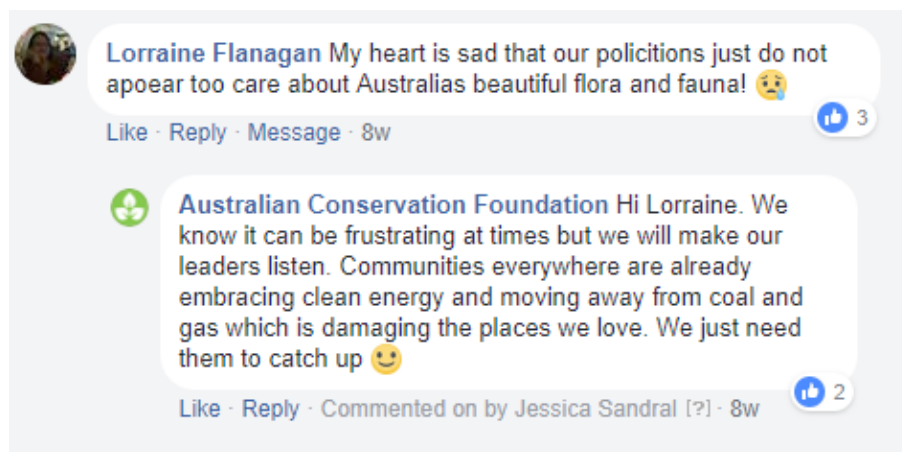 Lorraine Flanagan My heart is sad that our policitions just do not
apoear too care about Australias beautiful flora and fauna! 😢
3
Like · Reply · Message · 8w
Australian Conservation Foundation Hi Lorraine. We
know it can be frustrating at times but we will make our
leaders listen. Communities everywhere are already
embracing clean energy and moving away from coal and
gas which is damaging the places we love. We just need
them to catch up 🙂
2
Like · Reply · Commented on by Jessica Sandral [?] · 8w